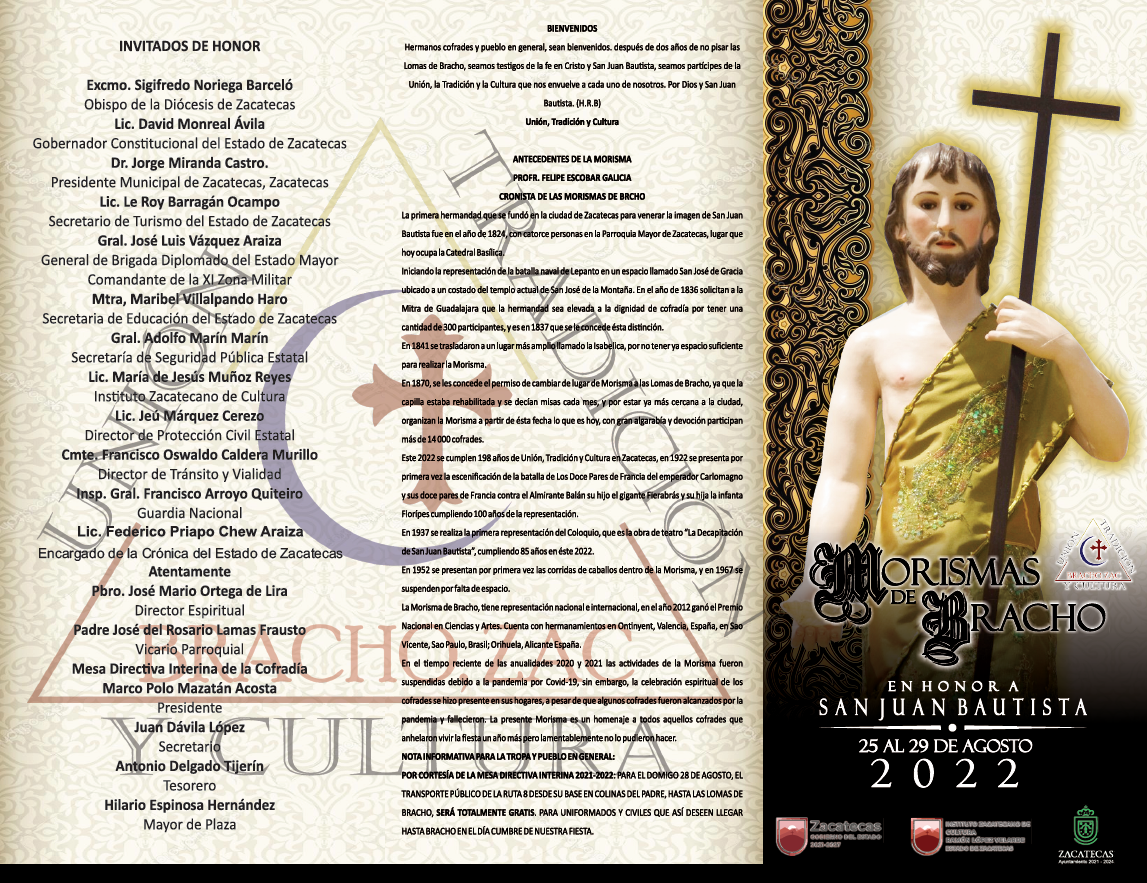 INVITADOS DE HONOR
Excmo. Sigifredo Noriega Barceló
Obispo de la Diócesis de Zacatecas
Lic. David Monreal Ávila
Gobernador Constitucional del Estado de Zacatecas
Dr. Jorge Miranda Castro.
Presidente Municipal de Zacatecas, Zacatecas
Lic. Le Roy Barragán Ocampo
Secretario de Turismo del Estado de Zacatecas
Gral. José Luis Vázquez Araiza
General de Brigada Diplomado del Estado Mayor
Comandante de la XI Zona Militar
Mtra, Maribel Villalpando Haro
Secretaria de Educación del Estado de Zacatecas
Gral. Adolfo Marín Marín
Secretaría de Seguridad Pública Estatal
Lic. María de Jesús Muñoz Reyes
Instituto Zacatecano de Cultura
Lic. Jeú Márquez Cerezo
Director de Protección Civil Estatal
Cmte. Francisco Oswaldo Caldera Murillo
Director de Tránsito y Vialidad
Insp. Gral. Francisco Arroyo Quiteiro
Guardia Nacional
Lic. Federico Priapo Chew Araiza
Encargado de la Crónica del Estado de Zacatecas
Atentamente
Pbro. José Mario Ortega de Lira
Director Espiritual
Padre José del Rosario Lamas Frausto
Vicario Parroquial
Mesa Directiva Interina de la Cofradía
Marco Polo Mazatán Acosta
Presidente
Juan Dávila López
Secretario
Antonio Delgado Tijerín
Tesorero
Hilario Espinosa Hernández
Mayor de Plaza
UNIÓN
TRADICIÓN
BRACHO ZAC
Y CULTURA
BIENVENIDOS
Hermanos cofrades y pueblo en general, sean bienvenidos. después de dos años de no pisar las
Lomas de Bracho, seamos testigos de la fe en Cristo y San Juan Bautista, seamos partícipes de la
Unión, la Tradición y la Cultura que nos envuelve a cada uno de nosotros. Por Dios y San Juan
Bautista. (H.R.B)
Unión, Tradición y Cultura
ANTECEDENTES DE LA MORISMA
PROFR. FELIPE ESCOBAR GALICIA
CRONISTA DE LAS MORISMAS DE BRCHO
La primera hermandad que se fundó en la ciudad de Zacatecas para venerar la imagen de San Juan
Bautista fue en el año de 1824, con catorce personas en la Parroquia Mayor de Zacatecas, lugar que
hoy ocupa la Catedral Basílica.
Iniciando la representación de la batalla naval de Lepanto en un espacio llamado San José de Gracia
ubicado a un costado del templo actual de San José de la Montaña. En el año de 1836 solicitan a la
Mitra de Guadalajara que la hermandad sea elevada a la dignidad de cofradía por tener una
cantidad de 300 participantes, y es en 1837 que se le concede ésta distinción.
En 1841 se trasladaron a un lugar más amplio llamado la Isabelica, por no tener ya espacio suficiente
para realizar la Morisma.
En 1870, se les concede el permiso de cambiar de lugar de Morisma a las Lomas de Bracho, ya que la
capilla estaba rehabilitada y se decían misas cada mes, y por estar ya más cercana a la ciudad,
organizan la Morisma a partir de ésta fecha lo que es hoy, con gran algarabía y devoción participan
más de 14 000 cofrades.
Este 2022 se cumplen 198 años de Unión, Tradición y Cultura en Zacatecas, en 1922 se presenta por
primera vez la escenificación de la batalla de Los Doce Pares de Francia del emperador Carlomagno
y sus doce pares de Francia contra el Almirante Balán su hijo el gigante Fierabrás y su hija la infanta
Florípes cumpliendo 100 años de la representación.
En 1937 se realiza la primera representación del Coloquio, que es la obra de teatro "La Decapitación
de San Juan Bautista", cumpliendo 85 años en éste 2022.
En 1952 se presentan por primera vez las corridas de caballos dentro de la Morisma, y en 1967 se
suspenden por falta de espacio.
La Morisma de Bracho, tiene representación nacional e internacional, en el año 2012 ganó el Premio
Nacional en Ciencias y Artes. Cuenta con hermanamientos en Ontinyent, Valencia, España, en Sao
Vicente, Sao Paulo, Brasil; Orihuela, Alicante España.
En el tiempo reciente de las anualidades 2020 y 2021 las actividades de la Morisma fueron
suspendidas debido a la pandemia por Covid-19, sin embargo, la celebración espiritual de los
cofrades se hizo presente en sus hogares, a pesar de que algunos cofrades fueron alcanzados por la
pandemia y fallecieron. La presente Morisma es un homenaje a todos aquellos cofrades que
anhelaron vivir la fiesta un año más pero lamentablemente no lo pudieron hacer.
NOTA INFORMATIVA PARA LA TROPA Y PUEBLO EN GENERAL:
POR CORTESÍA DE LA MESA DIRECTIVA INTERINA 2021-2022: PARA EL DOMIGO 28 DE AGOSTO, EL
TRANSPORTE PÚBLICO DE LA RUTA 8 DESDE SU BASE EN COLINAS DEL PADRE, HASTA LAS LOMAS DE
BRACHO, SERÁ TOTALMENTE GRATIS. PARA UNIFORMADOS Y CIVILES QUE ASÍ DESEEN LLEGAR
HASTA BRACHO EN EL DÍA CUMBRE DE NUESTRA FIESTA.
MORISMAS
DE
BRACHO
UNIÓN TRADICIÓN
BRACHO ZAC
Y CULTURA
EN HONOR A
SAN JUAN BAUTISTA
25 AL 29 DE AGOSTO
2022
Zacatecas
GOBIERNO DEL ESTADO
2021-2027
INSTITUTO ZACATECANO DE
CULTURA
RAMÓN LÓPEZ VELARDE
ESTADO DE ZACATECAS
ZACATECAS
Ayuntamiento 2021 - 2024